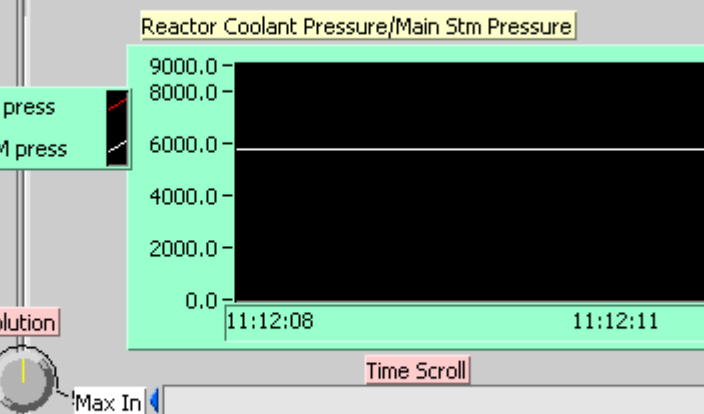 Reactor Coolant Pressure/Main Stm Pressure
9000.0
8000.0
press
M press
6000.0
4000.0
2000.0
0.0
11:12:08 11:12:11
olution
Time Scroll
Max In